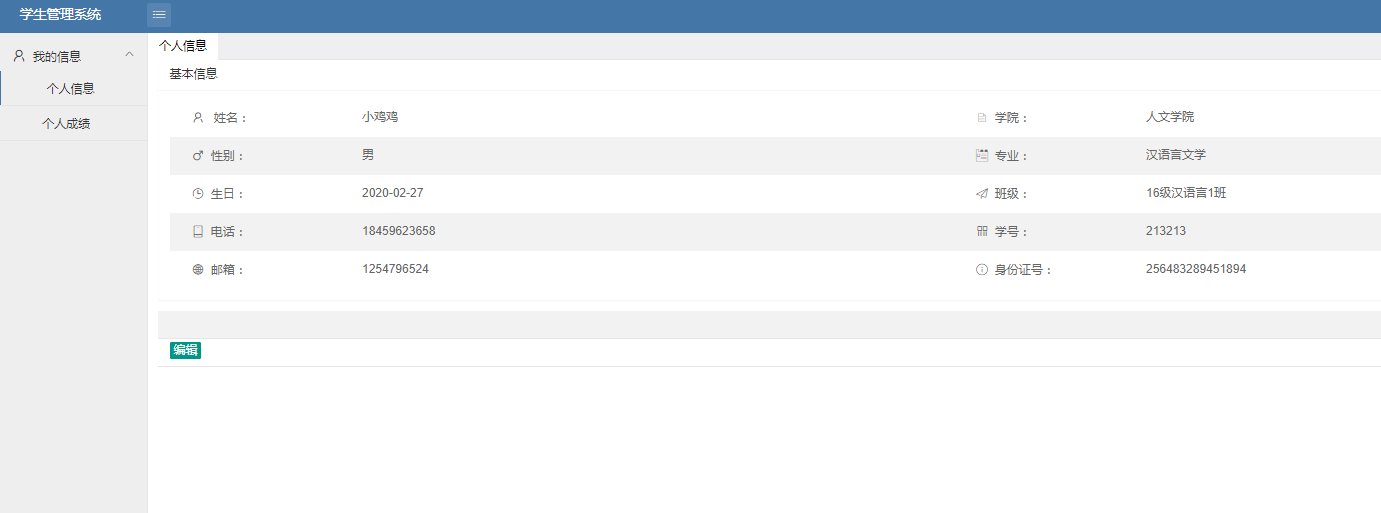 学生管理系统
我的信息
个人信息
个人成绩
个人信息
基本信息
姓名： 小鸡鸡 学院： 人文学院
性别： 男 专业： 汉语言文学
生日： 2020-02-27 班级： 16级汉语言1班
电话： 18459623658 学号： 213213
邮箱： 1254796524 身份证号： 256483289451894
编辑